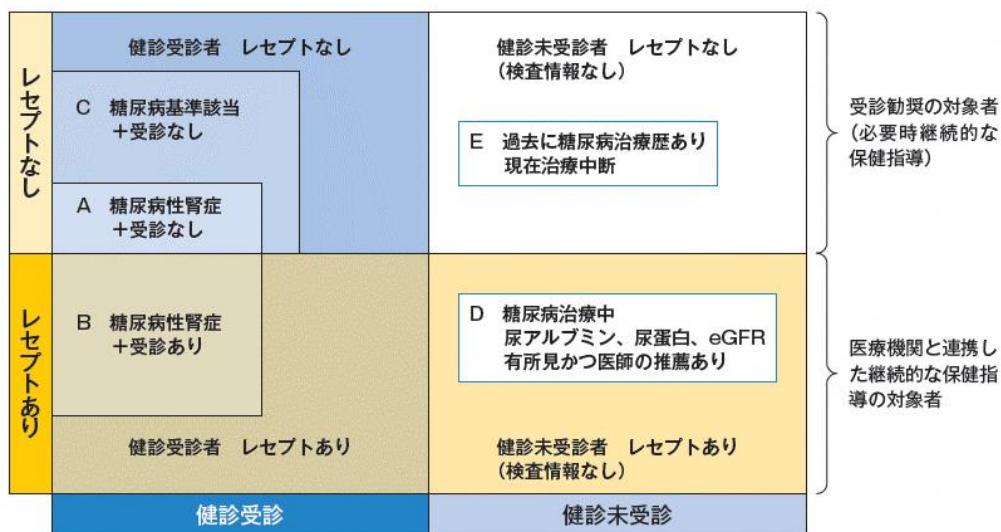 レセプトなし
健診受診者　レセプトなし
C　糖尿病基準該当
＋受診なし
A　糖尿病性腎症
＋受診なし
健診未受診者　レセプトなし
（検査情報なし）
E　過去に糖尿病治療歴あり
現在治療中断
受診勧奨の対象者
（必要時継続的な
保健指導）
レセプトあり
B　糖尿病性腎症
＋受診あり
健診受診者　レセプトあり
D　糖尿病治療中
尿アルブミン、尿蛋白、eGFR
有所見かつ医師の推薦あり
健診未受診者　レセプトあり
（検査情報なし）
医療機関と連携し
た継続的な保健指
導の対象者
健診受診
健診未受診